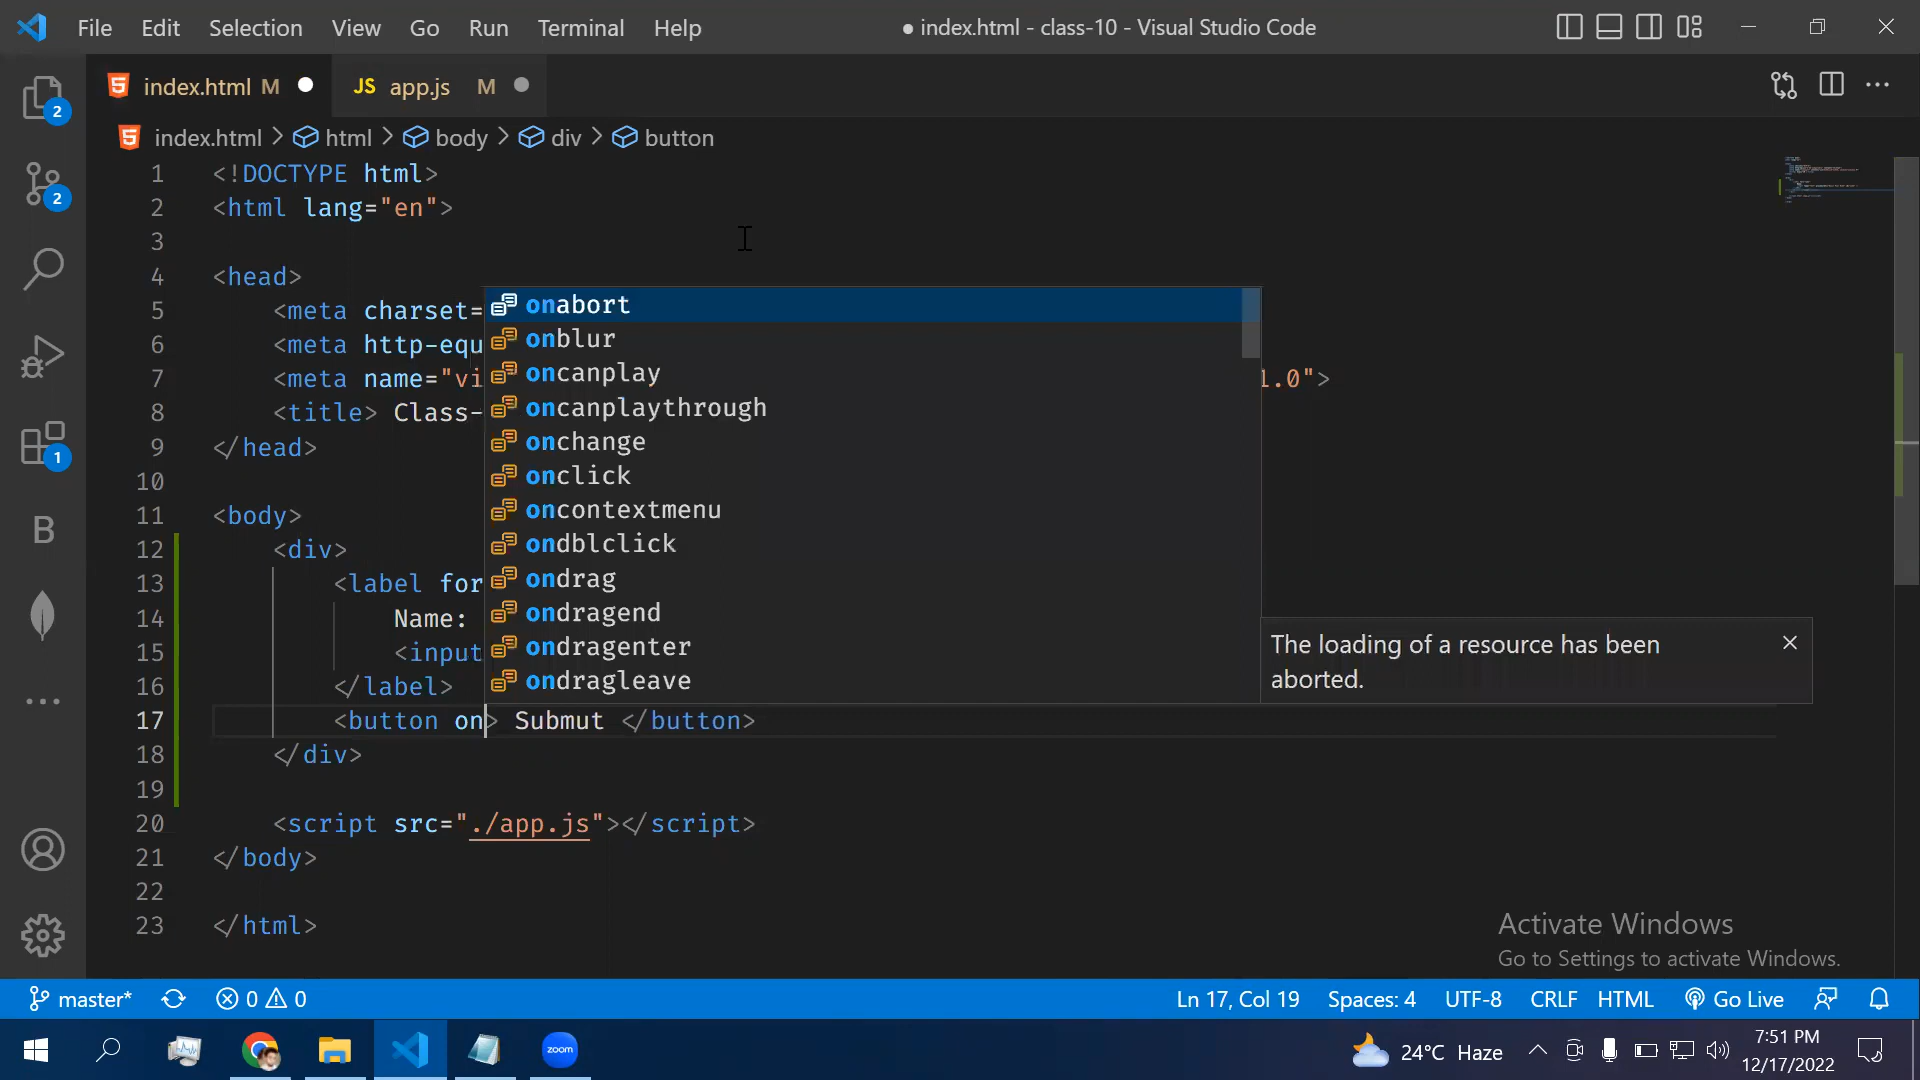 File Edit Selection View Go Run Terminal Help
● index.html - class-10 - Visual Studio Code
index.html M
JS app.js M
index.html > html > body > div > button
1 <!DOCTYPE html>
2 <html lang="en">
3
4 <head>
5 <meta charset=
6 <meta http-equ
7 <meta name="vi 1.0">
8 <title> Class-
9 </head>
10
11 <body>
12 <div>
13 <label for
14 Name:
15 <input
16 </label>
17 <button on> Submut </button>
18 </div>
19
20 <script src="./app.js"></script>
21 </body>
22
23 </html>
onabort
onblur
oncanplay
oncanplaythrough
onchange
onclick
oncontextmenu
ondblclick
ondrag
ondragend
ondragenter
ondragleave
The loading of a resource has been
aborted.
2
2
1
B
Activate Windows
Go to Settings to activate Windows.
master* 0 0
Ln 17, Col 19 Spaces: 4 UTF-8 CRLF HTML Go Live
zoom
24°C Haze
7:51 PM
12/17/2022